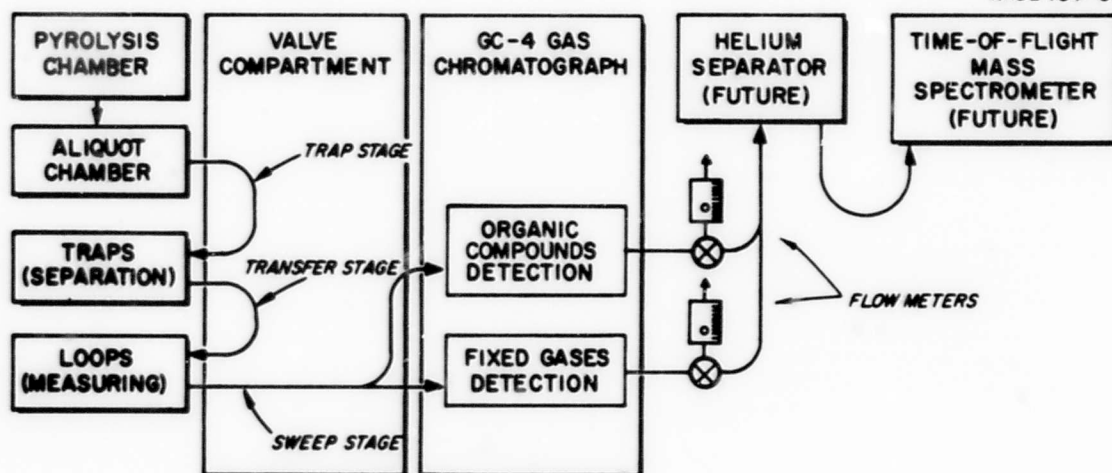 PYROLYSIS
CHAMBER
VALVE
COMPARTMENT
GC-4 GAS
CHROMATOGRAPH
HELIUM
SEPARATOR
(FUTURE)
TIME-OF-FLIGHT
MASS
SPECTROMETER
(FUTURE)
ALIQUOT
CHAMBER
TRAP STAGE
TRAPS
(SEPARATION)
TRANSFER STAGE
ORGANIC
COMPOUNDS
DETECTION
FLOW METERS
LOOPS
(MEASURING)
FIXED GASES
DETECTION
SWEEP STAGE